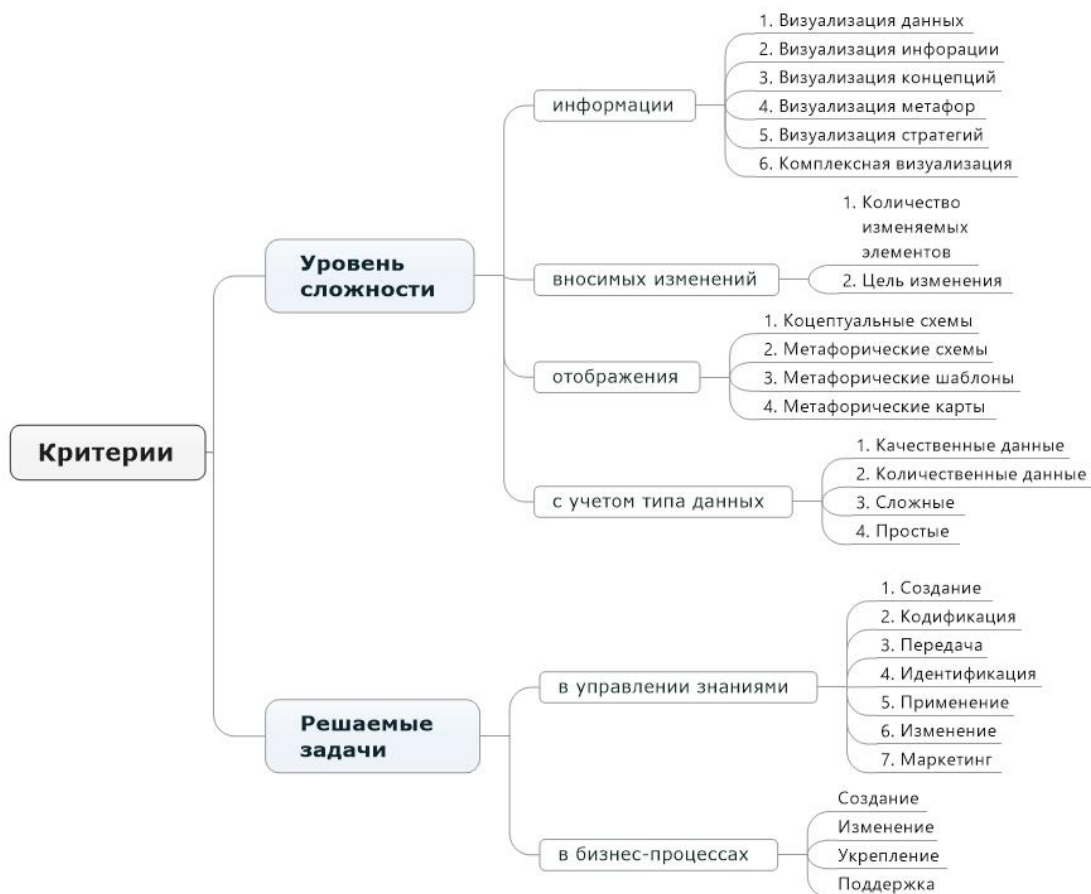 Критерии
Уровень
сложности
информации
1. Визуализация данных
2. Визуализация инфорации
3. Визуализация концепций
4. Визуализация метафор
5. Визуализация стратегий
6. Комплексная визуализация
вносимых изменений
1. Количество
изменяемых
элементов
2. Цель изменения
отображения
1. Коцептуальные схемы
2. Метафорические схемы
3. Метафорические шаблоны
4. Метафорические карты
с учетом типа данных
1. Качественные данные
2. Количественные данные
3. Сложные
4. Простые
Решаемые
задачи
в управлении знаниями
1. Создание
2. Кодификация
3. Передача
4. Идентификация
5. Применение
6. Изменение
7. Маркетинг
в бизнес-процессах
Создание
Изменение
Укрепление
Поддержка